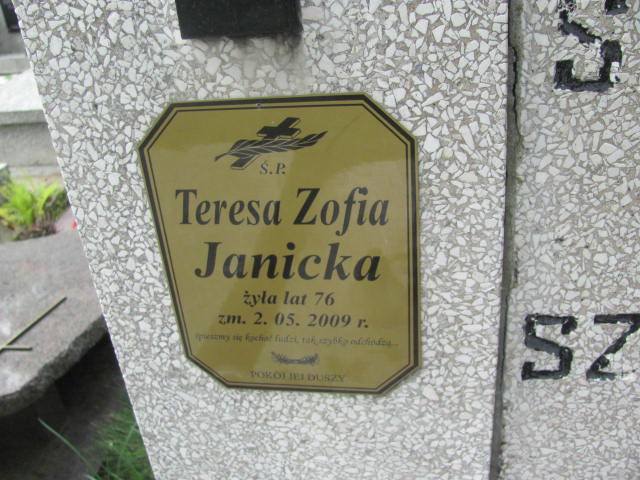 Ś.P.
Teresa Zofia
Janicka
żyła lat 76
zm. 2. 05. 2009 r.
śpieszmy się kochać ludzi, tak szybko odchodzą...
POKÓJ JEJ DUSZY
SZ